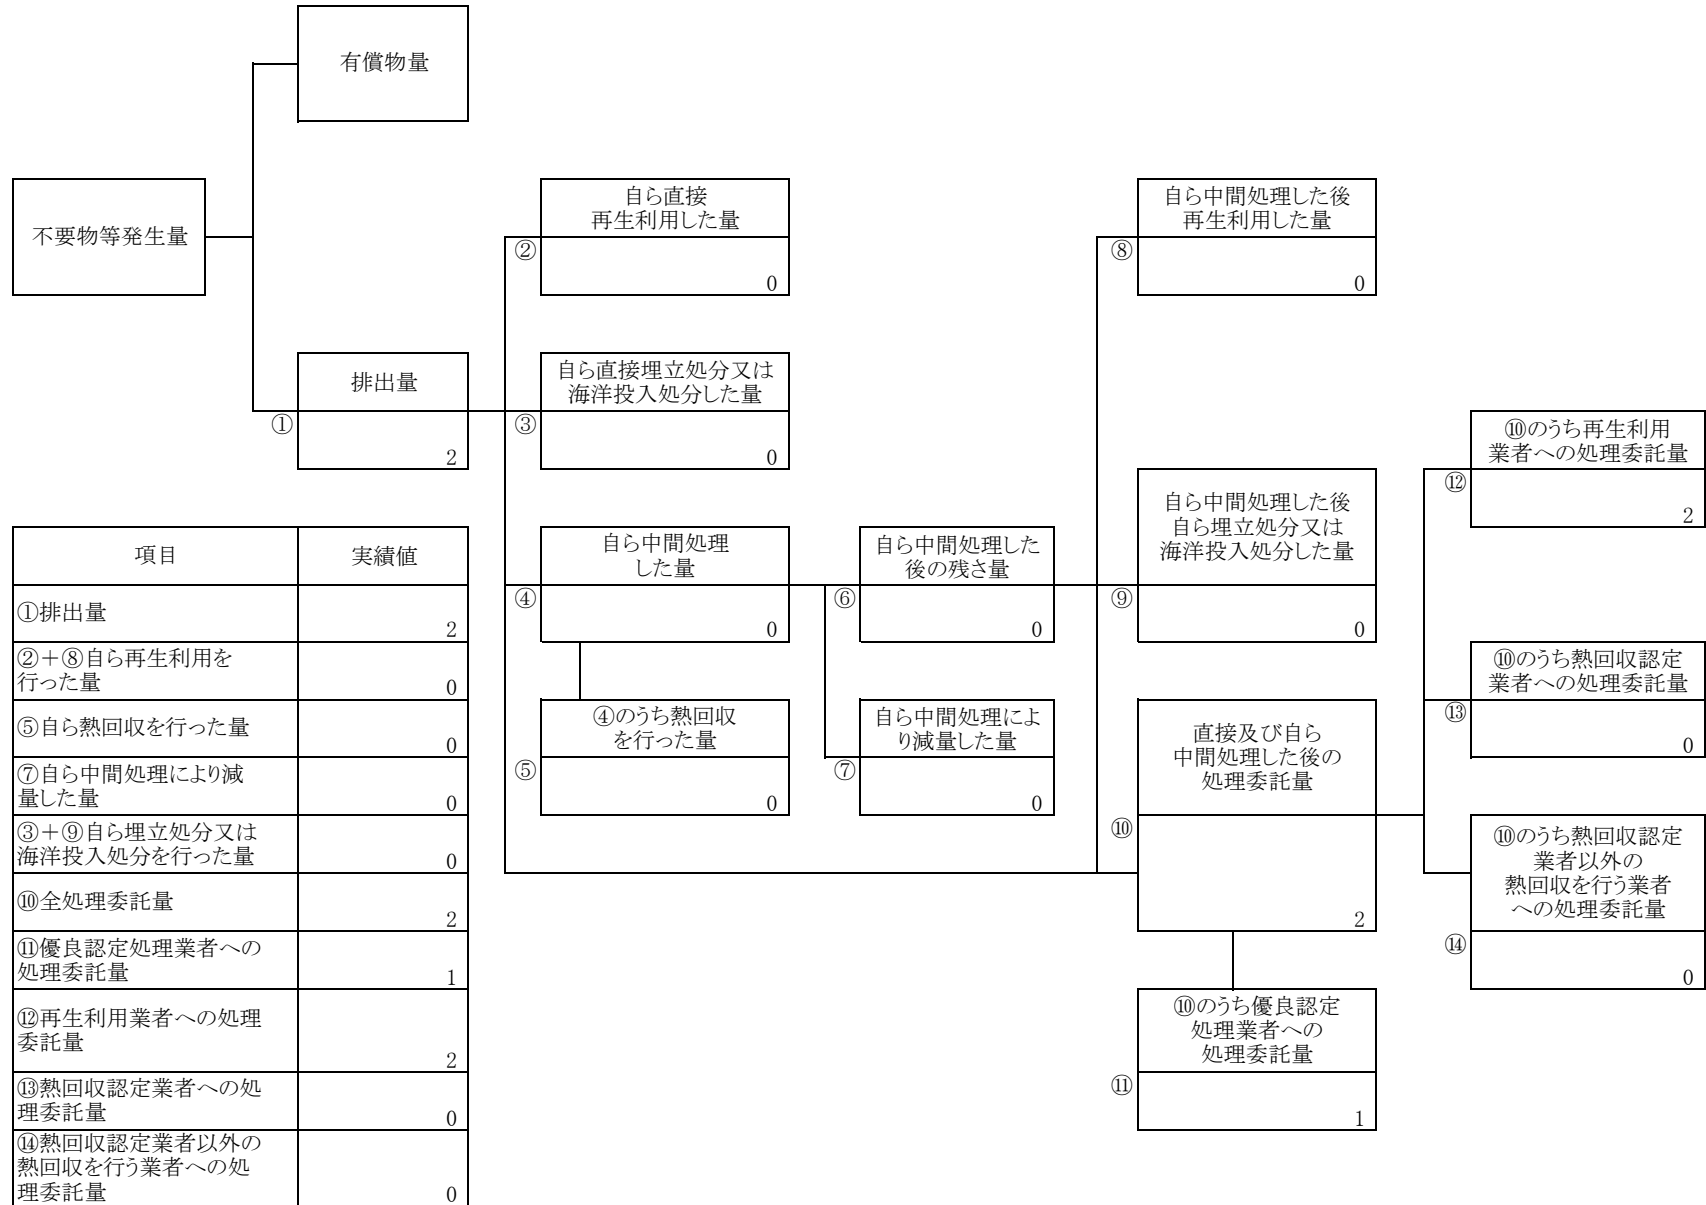 有償物量
不要物等発生量
自ら直接
再生利用した量
②
0
自ら中間処理した後
再生利用した量
⑧
0
排出量
①
2
自ら直接埋立処分又は
海洋投入処分した量
③
0
⑩のうち再生利用
業者への処理委託量
⑫
2
自ら中間処理
した量
④
0
自ら中間処理した
後の残さ量
⑥
0
自ら中間処理した後
自ら埋立処分又は
海洋投入処分した量
⑨
0
⑩のうち熱回収認定
業者への処理委託量
⑬
0
④のうち熱回収
を行った量
⑤
0
自ら中間処理によ
り減量した量
⑦
0
直接及び自ら
中間処理した後の
処理委託量
⑩
2
⑩のうち熱回収認定
業者以外の
熱回収を行う業者
への処理委託量
⑭
0
⑩のうち優良認定
処理業者への
処理委託量
⑪
1
項目 実績値
①排出量
2
②＋⑧自ら再生利用を
行った量 0
⑤自ら熱回収を行った量
0
⑦自ら中間処理により減
量した量 0
③＋⑨自ら埋立処分又は
海洋投入処分を行った量 0
⑩全処理委託量
2
⑪優良認定処理業者への
処理委託量 1
⑫再生利用業者への処理
委託量
2
⑬熱回収認定業者への処
理委託量 0
⑭熱回収認定業者以外の
熱回収を行う業者への処
理委託量 0